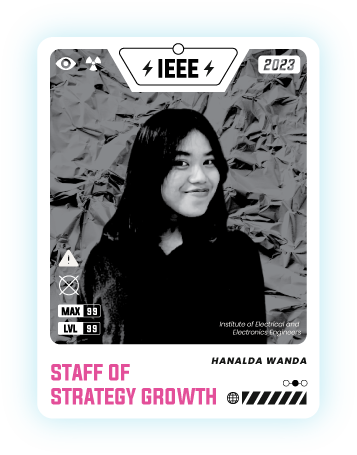 IEEE
2023
MAX 99
LVL 99
Institute of Electrical and
Electronics Engineers
HANALDA WANDA
STAFF OF
STRATEGY GROWTH